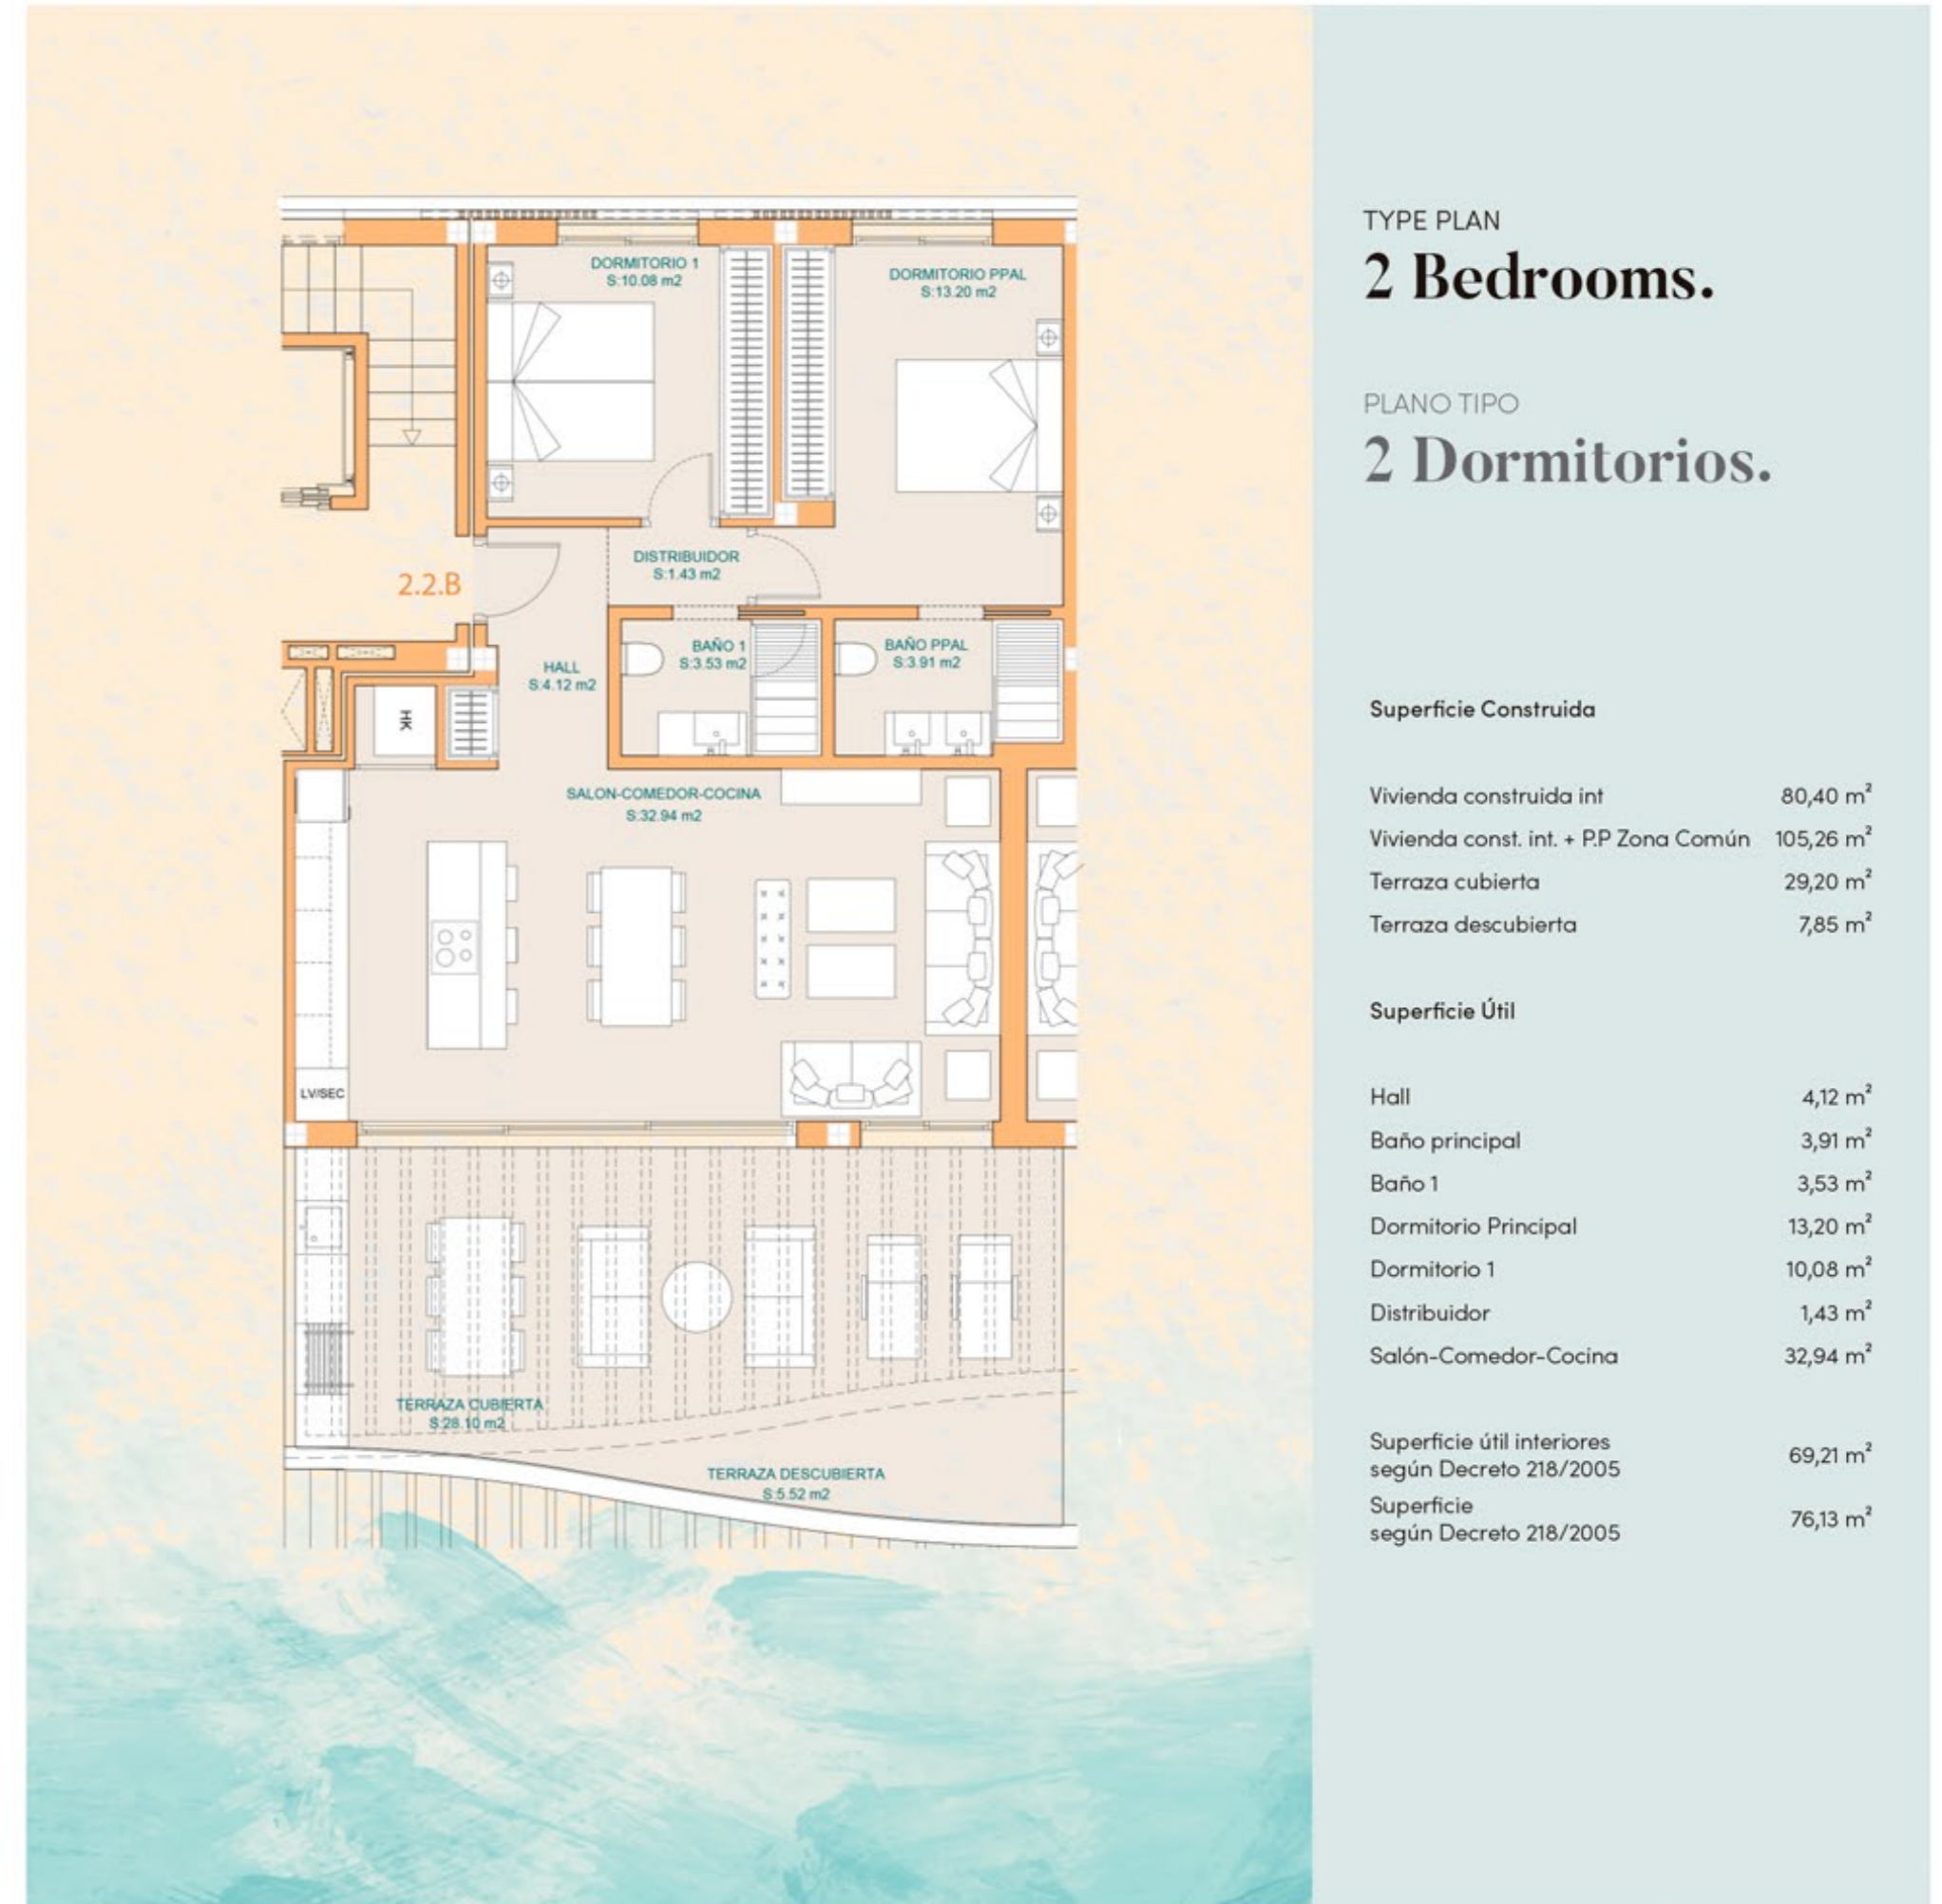 DORMITORIO 1
S:10.08 m2
DORMITORIO PPAL
S:13.20 m2
DISTRIBUIDOR
S:1.43 m2
2.2.B
BAÑO 1
S:3.53 m2
BAÑO PPAL
S:3.91 m2
HALL
S:4.12 m2
HK
SALON-COMEDOR-COCINA
S:32.94 m2
LV/SEC
TERRAZA CUBIERTA
S:28.10 m2
TERRAZA DESCUBIERTA
S:5.52 m2
TYPE PLAN
2 Bedrooms.
PLANO TIPO
2 Dormitorios.
Superficie Construida
Vivienda construida int 80,40 m²
Vivienda const. int. + P.P Zona Común 105,26 m²
Terraza cubierta 29,20 m²
Terraza descubierta 7,85 m²
Superficie Útil
Hall 4,12 m²
Baño principal 3,91 m²
Baño 1 3,53 m²
Dormitorio Principal 13,20 m²
Dormitorio 1 10,08 m²
Distribuidor 1,43 m²
Salón-Comedor-Cocina 32,94 m²
Superficie útil interiores
según Decreto 218/2005 69,21 m²
Superficie
según Decreto 218/2005 76,13 m²